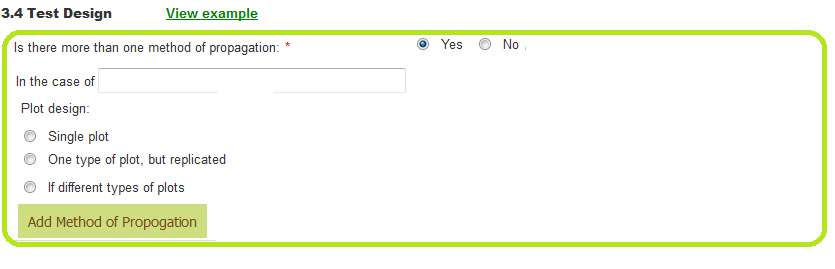 3.4 Test Design View example
Is there more than one method of propagation: * Yes No .
In the case of
Plot design:
Single plot
One type of plot, but replicated
If different types of plots
Add Method of Propogation